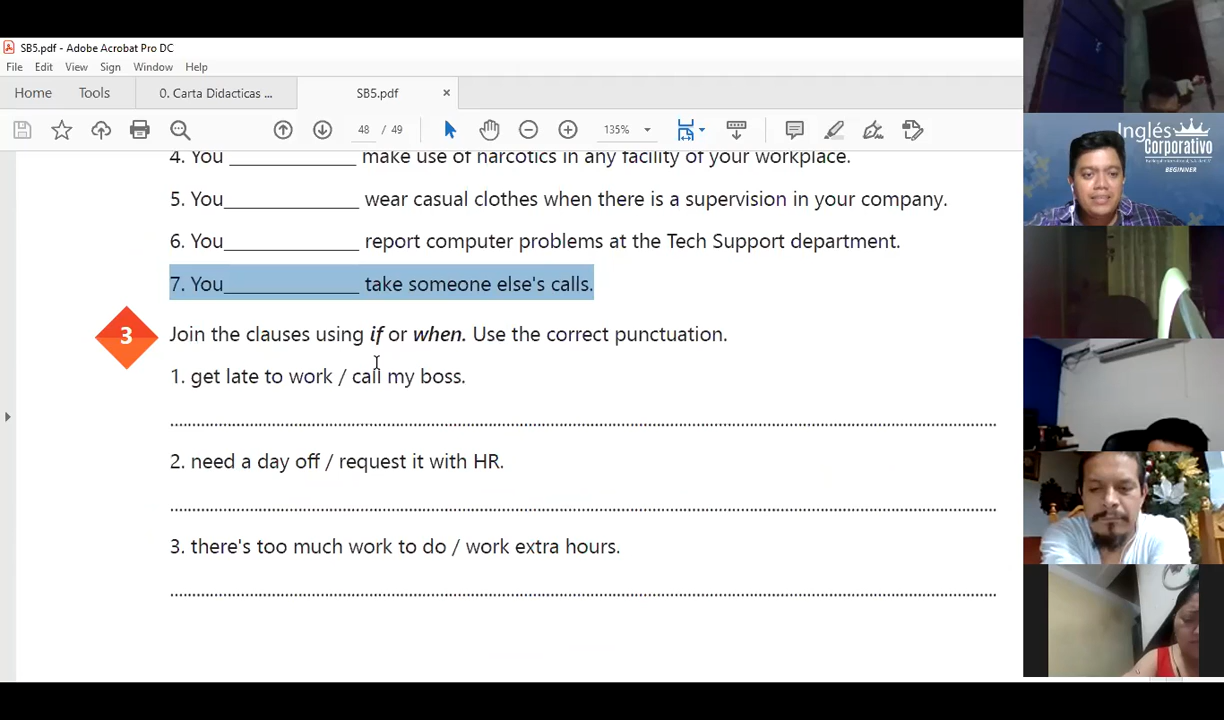 SB5.pdf - Adobe Acrobat Pro DC
File Edit View Sign Window Help
Home Tools 0. Carta Didacticas ... SB5.pdf ×
48 / 49 135%
4. You ______________ make use of narcotics in any facility of your workplace.
5. You_______________ wear casual clothes when there is a supervision in your company.
6. You_______________ report computer problems at the Tech Support department.
7. You_______________ take someone else's calls.
3 Join the clauses using if or when. Use the correct punctuation.
1. get late to work / call my boss.
2. need a day off / request it with HR.
3. there's too much work to do / work extra hours.
Inglés
Corporativo
BEGINNER